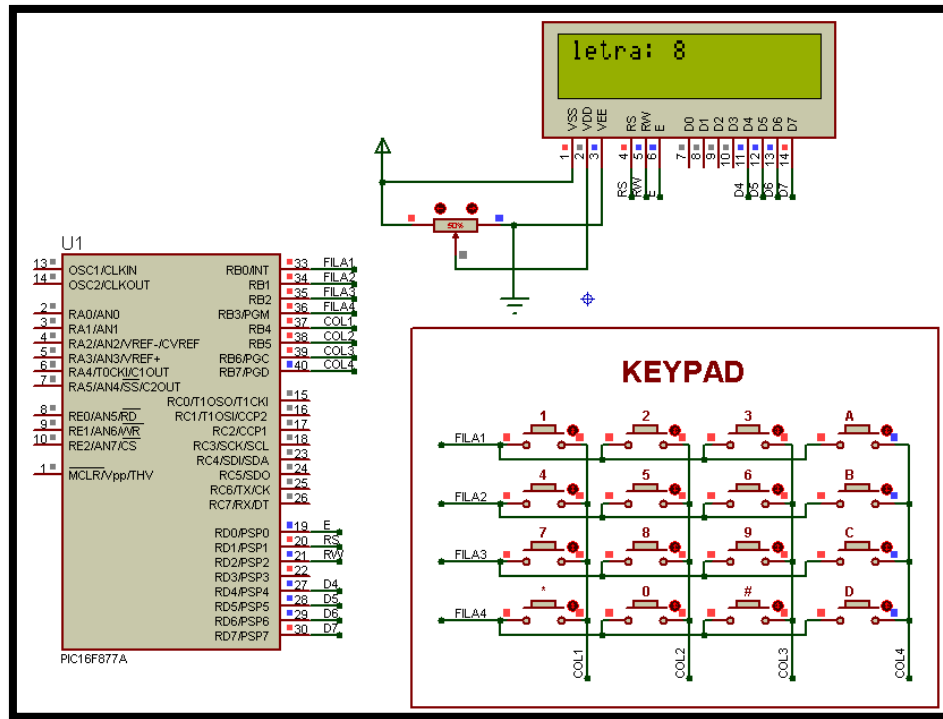 letra: 8
VSS
VDD
VEE
RS
RW
E
D0
D1
D2
D3
D4
D5
D6
D7
1
2
3
4
5
6
7
8
9
10
11
12
13
14
RS
RW
E
D4
D5
D6
D7
50%
U1
13 OSC1/CLKIN
14 OSC2/CLKOUT
2 RA0/AN0
3 RA1/AN1
4 RA2/AN2/VREF-/CVREF
5 RA3/AN3/VREF+
6 RA4/T0CKI/C1OUT
7 RA5/AN4/SS/C2OUT
8 RE0/AN5/RD
9 RE1/AN6/WR
10 RE2/AN7/CS
1 MCLR/Vpp/THV
RB0/INT 33 FILA1
RB1 34 FILA2
RB2 35 FILA3
RB3/PGM 36 FILA4
RB4 37 COL1
RB5 38 COL2
RB6/PGC 39 COL3
RB7/PGD 40 COL4
RC0/T1OSO/T1CKI 15
RC1/T1OSI/CCP2 16
RC2/CCP1 17
RC3/SCK/SCL 18
RC4/SDI/SDA 23
RC5/SDO 24
RC6/TX/CK 25
RC7/RX/DT 26
RD0/PSP0 19 E
RD1/PSP1 20 RS
RD2/PSP2 21 RW
RD3/PSP3 22
RD4/PSP4 27 D4
RD5/PSP5 28 D5
RD6/PSP6 29 D6
RD7/PSP7 30 D7
PIC16F877A
KEYPAD
1 2 3 A
FILA1
4 5 6 B
FILA2
7 8 9 C
FILA3
* 0 # D
FILA4
COL1
COL2
COL3
COL4